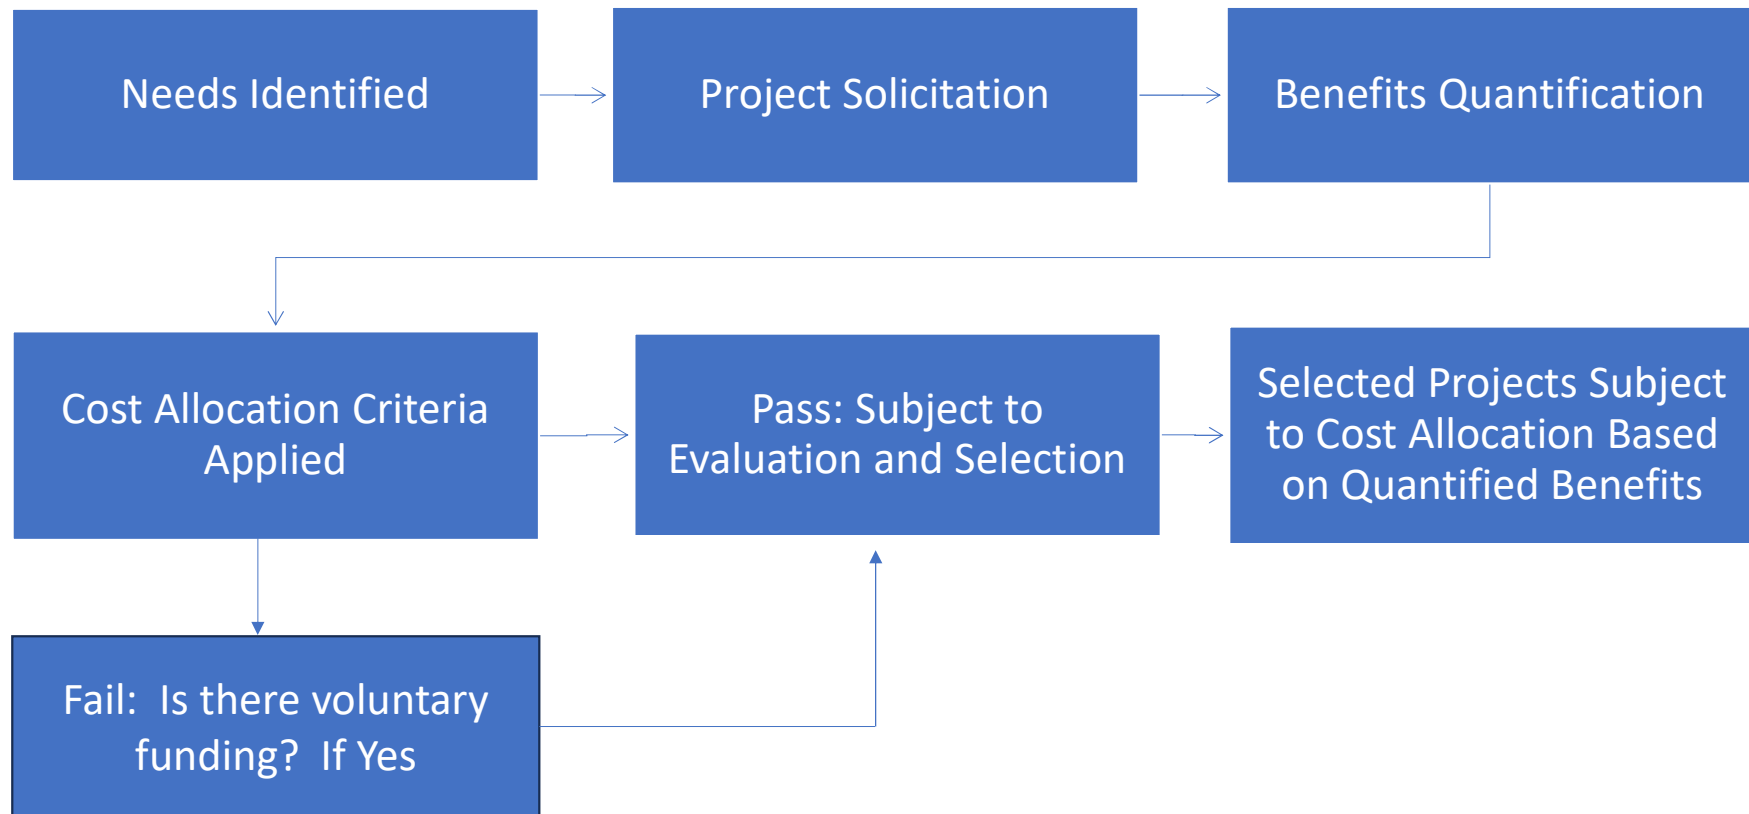 Needs Identified
Project Solicitation
Benefits Quantification
Cost Allocation Criteria
Applied
Pass: Subject to
Evaluation and Selection
Selected Projects Subject
to Cost Allocation Based
on Quantified Benefits
Fail:  Is there voluntary
funding?  If Yes